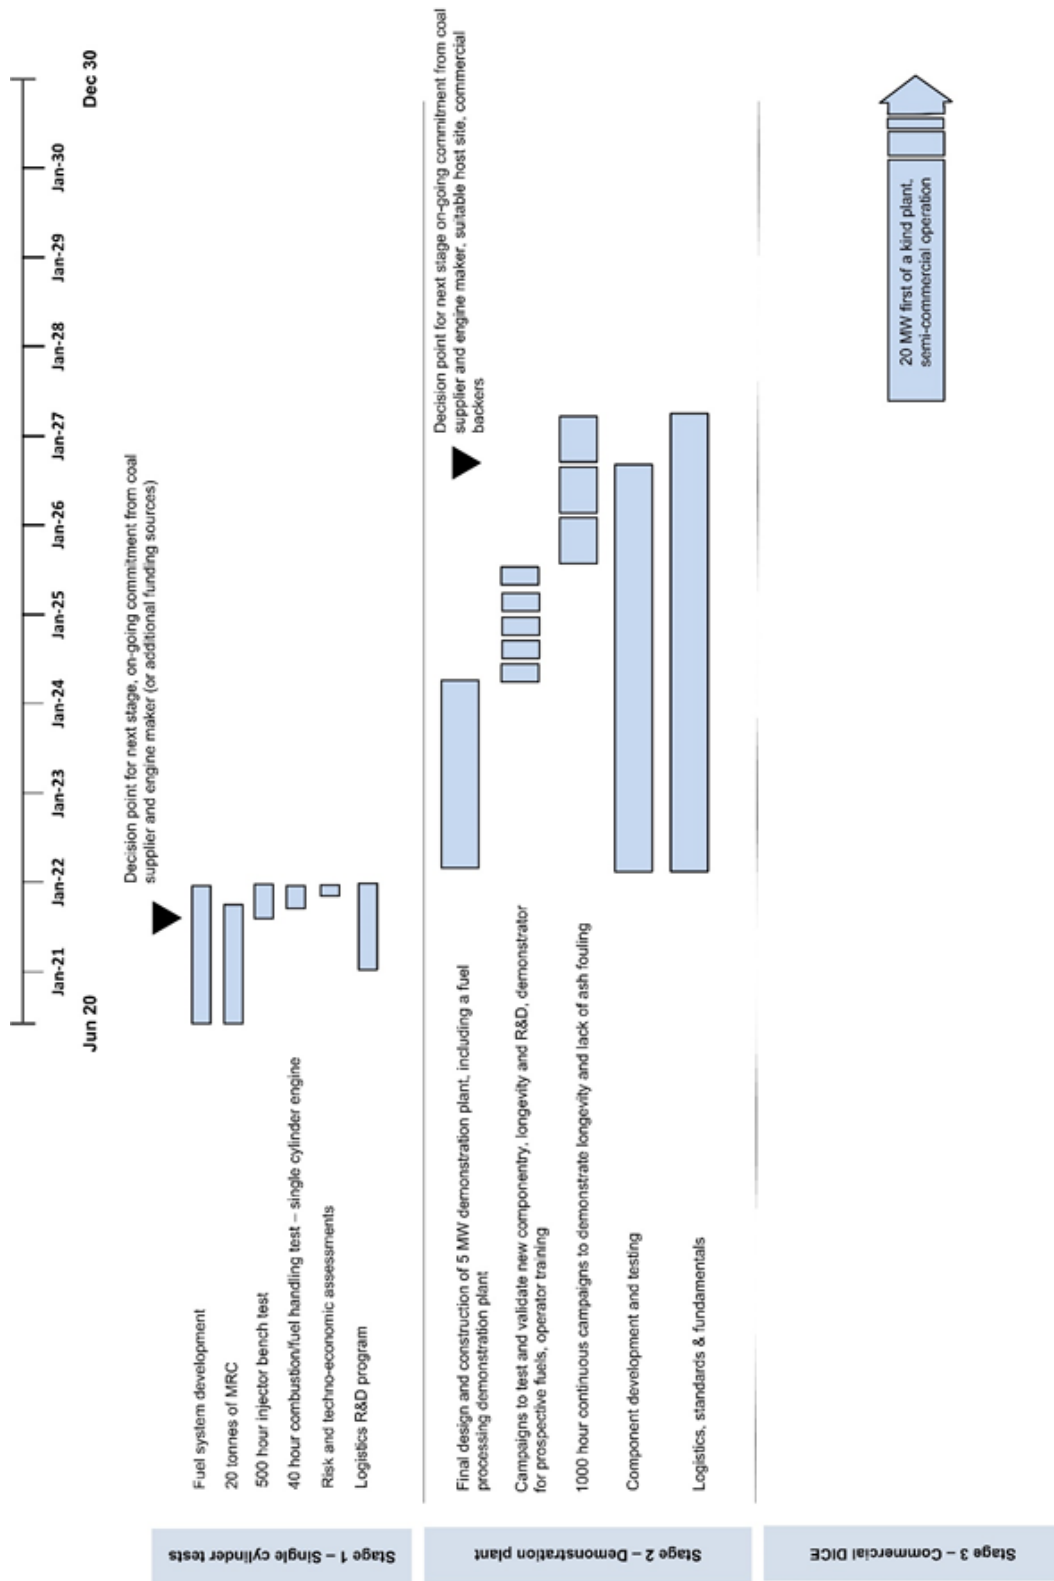 Jun 20
Jan-21
Jan-22
Jan-23
Jan-24
Jan-25
Jan-26
Jan-27
Jan-28
Jan-29
Jan-30
Dec 30
Stage 1 – Single cylinder tests
Decision point for next stage, on-going commitment from coal
supplier and engine maker (or additional funding sources)
Fuel system development
20 tonnes of MRC
500 hour injector bench test
40 hour combustion/fuel handling test – single cylinder engine
Risk and techno-economic assessments
Logistics R&D program
Stage 2 – Demonstration plant
Decision point for next stage on-going commitment from coal
supplier and engine maker, suitable host site, commercial
backers
Final design and construction of 5 MW demonstration plant, including a fuel
processing demonstration plant
Campaigns to test and validate new componentry, longevity and R&D, demonstrator
for prospective fuels, operator training
1000 hour continuous campaigns to demonstrate longevity and lack of ash fouling
Component development and testing
Logistics, standards & fundamentals
Stage 3 – Commercial DICE
20 MW first of a kind plant,
semi-commercial operation